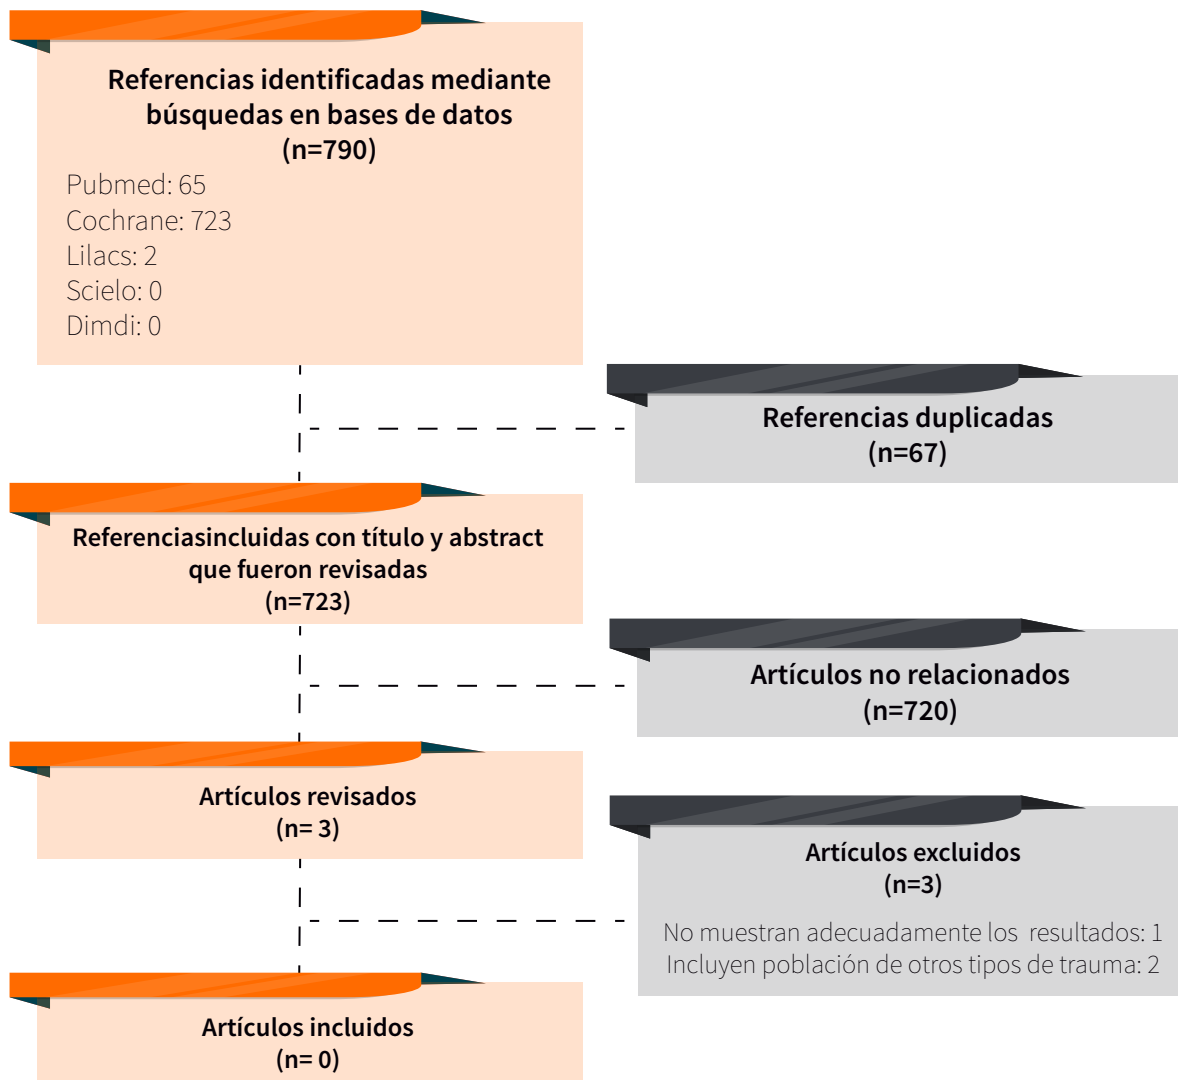 Referencias identificadas mediante
búsquedas en bases de datos
(n=790)
Pubmed: 65
Cochrane: 723
Lilacs: 2
Scielo: 0
Dimdi: 0
Referencias duplicadas
(n=67)
Referenciasincluidas con título y abstract
que fueron revisadas
(n=723)
Artículos no relacionados
(n=720)
Artículos revisados
(n= 3)
Artículos excluidos
(n=3)
No muestran adecuadamente los  resultados: 1
Incluyen población de otros tipos de trauma: 2
Artículos incluidos
(n= 0)